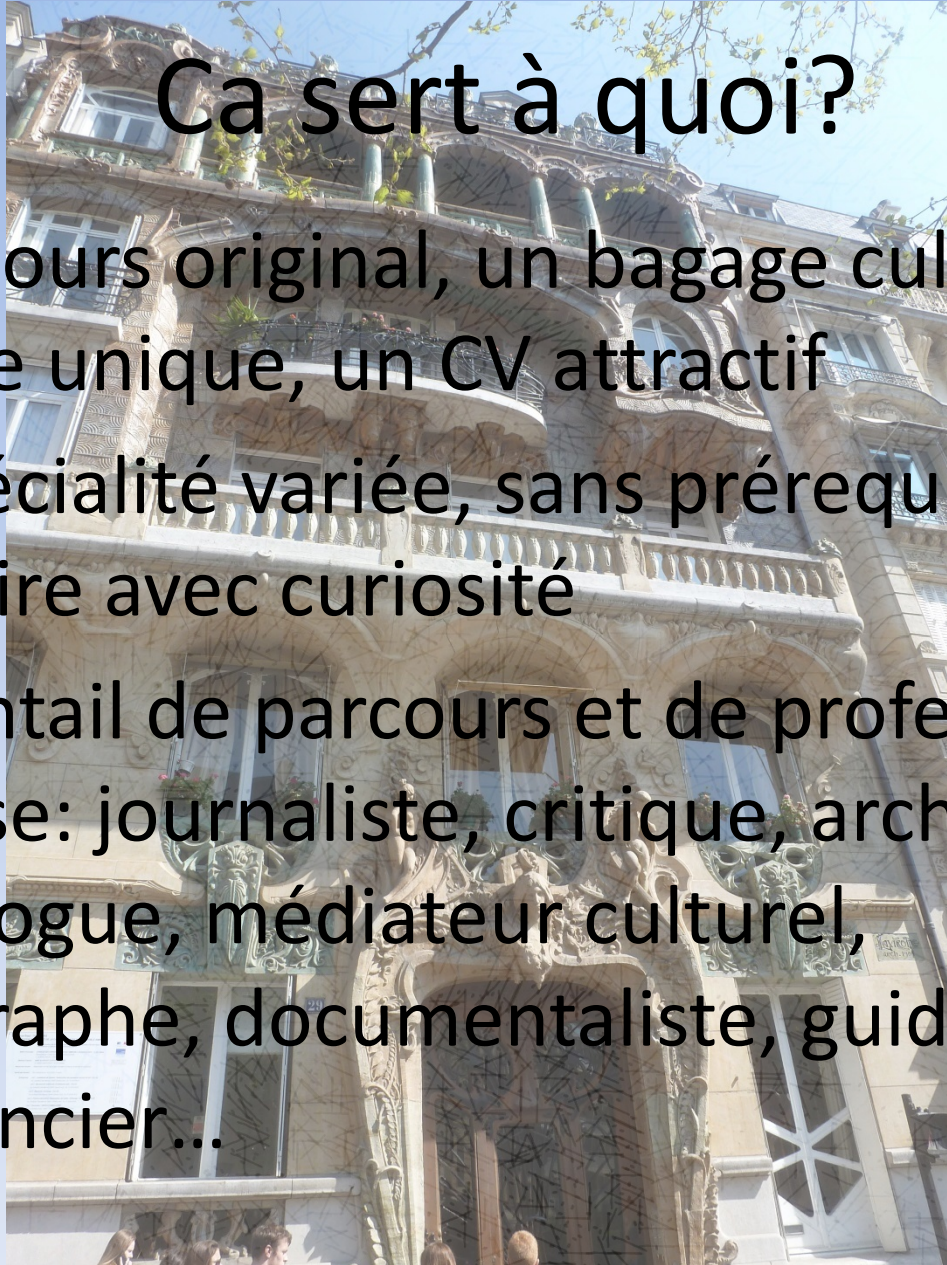 Ca sert à quoi?
ours original, un bagage cul
e unique, un CV attractif
écialité variée, sans prérequ
ire avec curiosité
ntail de parcours et de profe
se: journaliste, critique, arch
ogue, médiateur culturel,
raphe, documentaliste, guid
ncier...
29